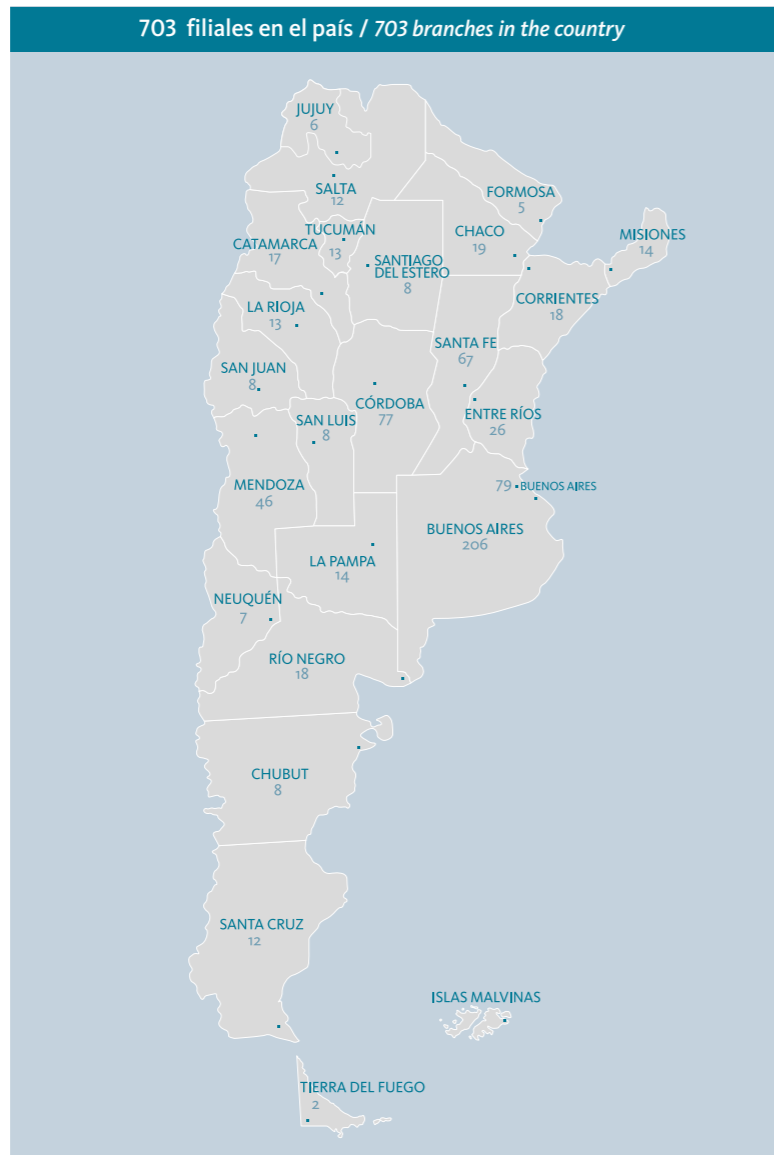 703 filiales en el país / 703 branches in the country
JUJUY
6
SALTA
12
FORMOSA
5
MISIONES
14
CHACO
19
TUCUMÁN
13
CATAMARCA
17
SANTIAGO
DEL ESTERO
8
CORRIENTES
18
LA RIOJA
13
SANTA FE
67
SAN JUAN
8
CÓRDOBA
77
SAN LUIS
8
ENTRE RÍOS
26
MENDOZA
46
79 BUENOS AIRES
BUENOS AIRES
206
LA PAMPA
14
NEUQUÉN
7
RÍO NEGRO
18
CHUBUT
8
SANTA CRUZ
12
ISLAS MALVINAS
TIERRA DEL FUEGO
2